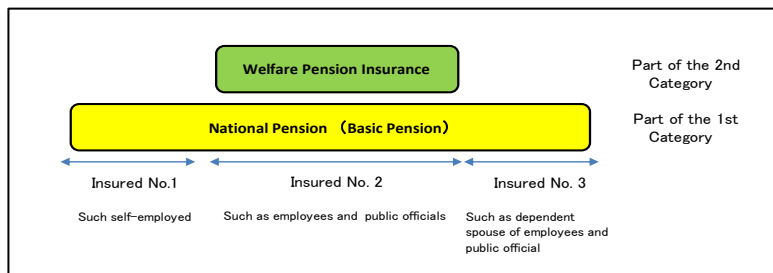 Welfare Pension Insurance
Part of the 2nd
Category
National Pension （Basic Pension）
Part of the 1st
Category
Insured No.1
Insured No. 2
Insured No. 3
Such self-employed
Such as employees and public officials
Such as dependent
spouse of employees and
public official